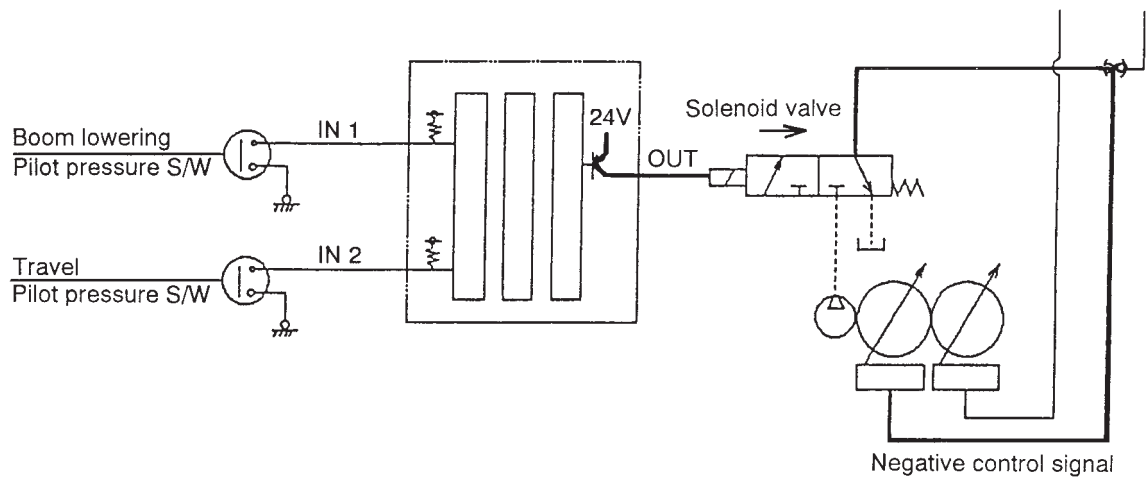 Boom lowering
Pilot pressure S/W
IN 1
Travel
Pilot pressure S/W
IN 2
24V
OUT
Solenoid valve
Negative control signal